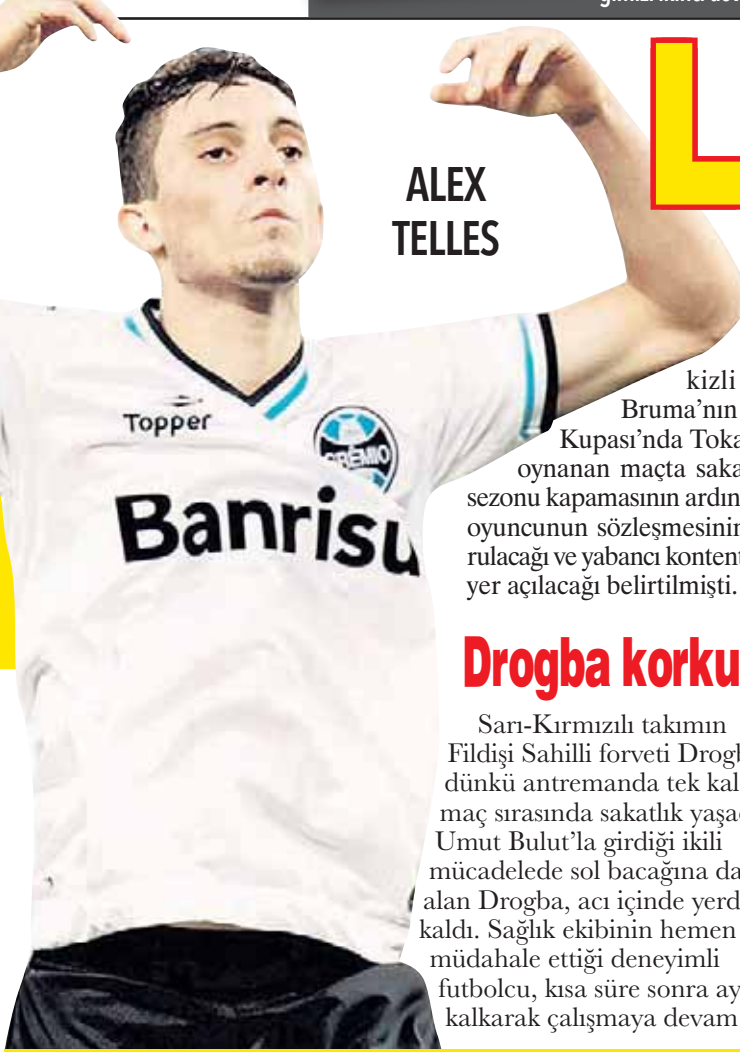 ALEX
TELLES
L
Topper
GRÊMIO
Banrisu
kizli
Bruma’nın
Kupası’nda Toka
oynanan maçta saka
sezonu kapamasının ardın
oyuncunun sözleşmesinin
rulacağı ve yabancı kontent
yer açılacağı belirtilmişti.
Drogba korku
Sarı-Kırmızılı takımın
Fildişi Sahilli forveti Drogb
dünkü antremanda tek kal
maç sırasında sakatlık yaşad
Umut Bulut’la girdiği ikili
mücadelede sol bacağına da
alan Drogba, acı içinde yerd
kaldı. Sağlık ekibinin hemen
müdahale ettiği deneyimli
futbolcu, kısa süre sonra ay
kalkarak çalışmaya devam